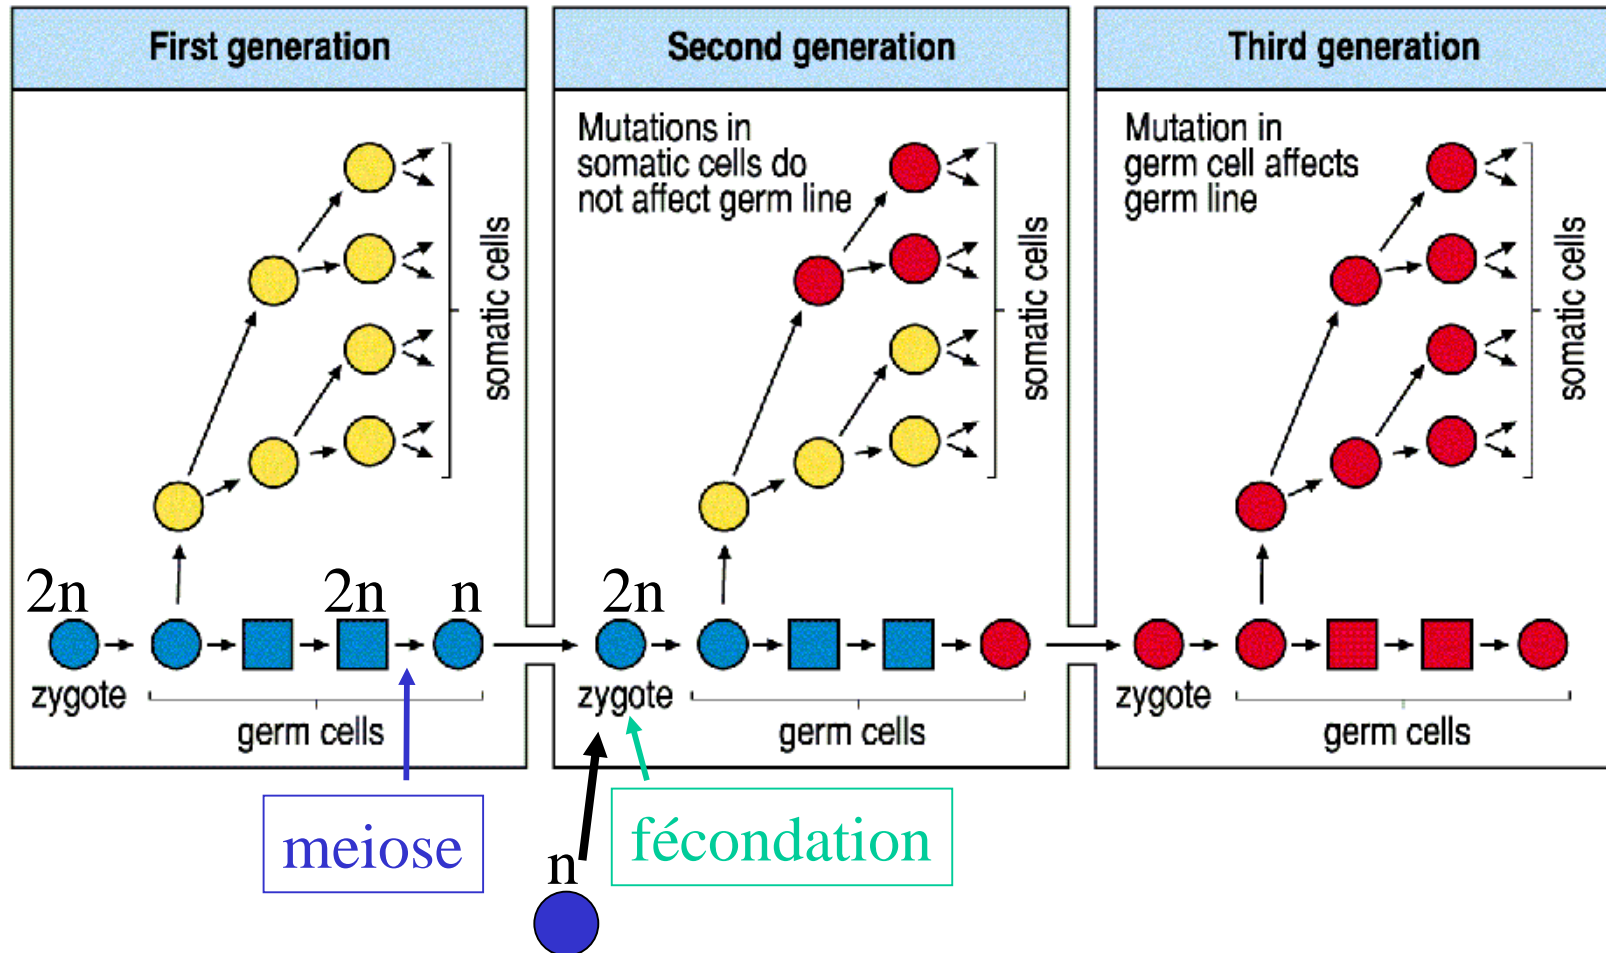 First generation
somatic cells
2n
2n
n
zygote
germ cells
meiose
Second generation
Mutations in
somatic cells do
not affect germ line
somatic cells
2n
zygote
germ cells
fécondation
n
Third generation
Mutation in
germ cell affects
germ line
somatic cells
zygote
germ cells